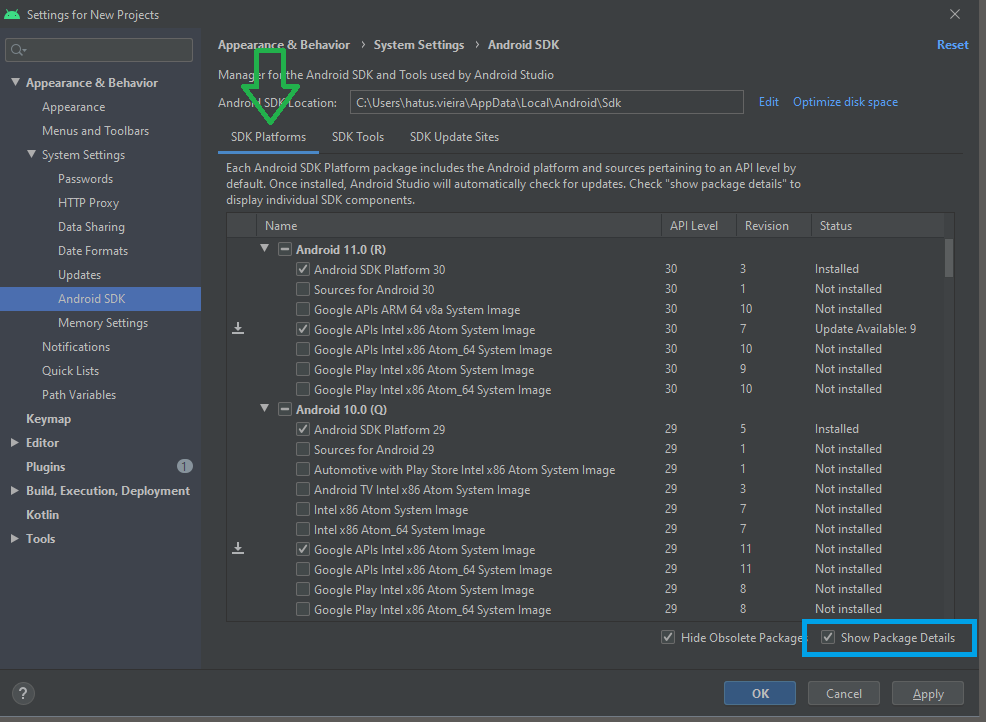 Settings for New Projects
Appearance & Behavior › System Settings › Android SDK Reset
Manager for the Android SDK and Tools used by Android Studio
Android SDK Location: C:\Users\hatus.vieira\AppData\Local\Android\Sdk Edit Optimize disk space
SDK Platforms SDK Tools SDK Update Sites
Each Android SDK Platform package includes the Android platform and sources pertaining to an API level by
default. Once installed, Android Studio will automatically check for updates. Check "show package details" to
display individual SDK components.
Appearance & Behavior
Appearance
Menus and Toolbars
System Settings
Passwords
HTTP Proxy
Data Sharing
Date Formats
Updates
Android SDK
Memory Settings
Notifications
Quick Lists
Path Variables
Keymap
Editor
Plugins 1
Build, Execution, Deployment
Kotlin
Tools
Name API Level Revision Status
Android 11.0 (R)
Android SDK Platform 30 30 3 Installed
Sources for Android 30 30 1 Not installed
Google APIs ARM 64 v8a System Image 30 10 Not installed
Google APIs Intel x86 Atom System Image 30 7 Update Available: 9
Google APIs Intel x86 Atom_64 System Image 30 10 Not installed
Google Play Intel x86 Atom System Image 30 9 Not installed
Google Play Intel x86 Atom_64 System Image 30 10 Not installed
Android 10.0 (Q)
Android SDK Platform 29 29 5 Installed
Sources for Android 29 29 1 Not installed
Automotive with Play Store Intel x86 Atom System Image 29 1 Not installed
Android TV Intel x86 Atom System Image 29 3 Not installed
Intel x86 Atom System Image 29 7 Not installed
Intel x86 Atom_64 System Image 29 7 Not installed
Google APIs Intel x86 Atom System Image 29 11 Not installed
Google APIs Intel x86 Atom_64 System Image 29 11 Not installed
Google Play Intel x86 Atom System Image 29 8 Not installed
Google Play Intel x86 Atom_64 System Image 29 8 Not installed
Hide Obsolete Packages Show Package Details
? OK Cancel Apply